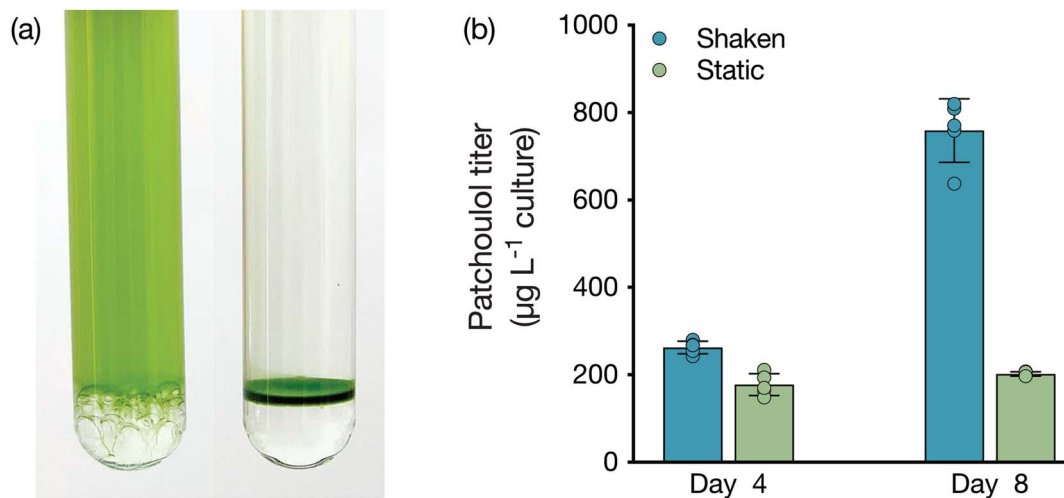 (a)
(b)
Shaken
Static
Patchoulol titer
(µg L⁻¹ culture)
1000
800
600
400
200
0
Day 4
Day 8